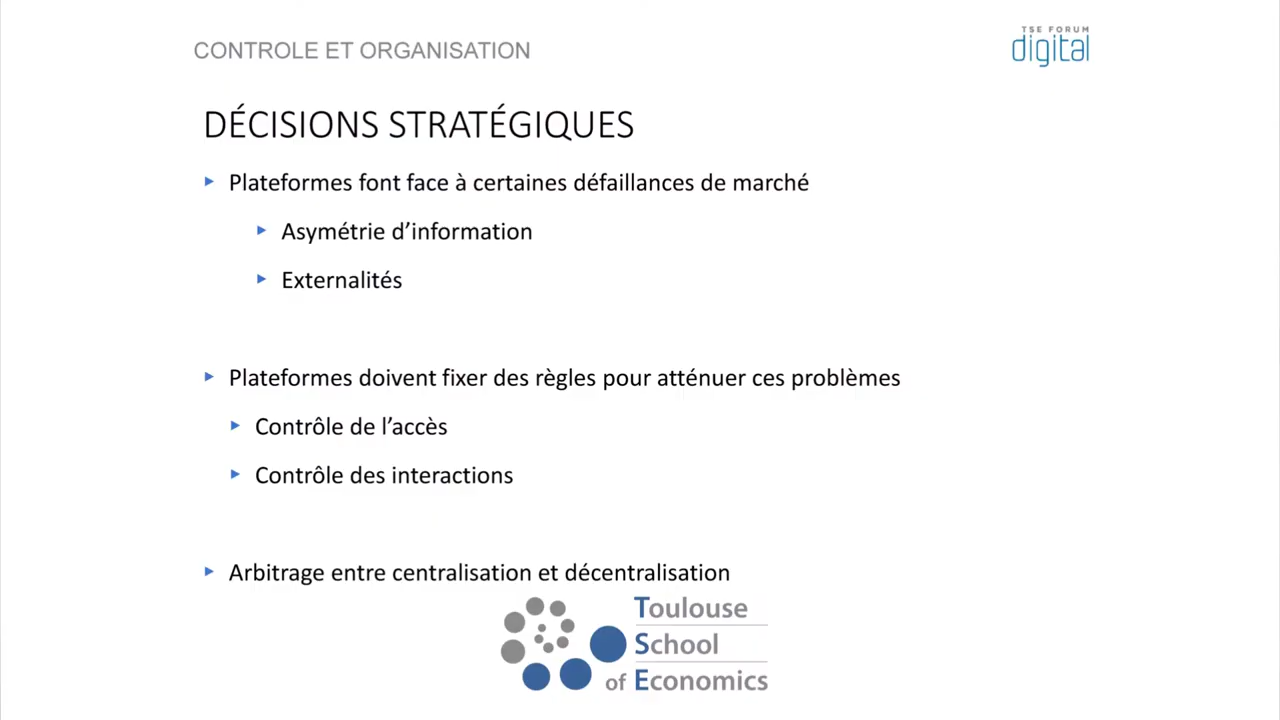 CONTROLE ET ORGANISATION
TSE FORUM
digital
DÉCISIONS STRATÉGIQUES
Plateformes font face à certaines défaillances de marché
Asymétrie d’information
Externalités
Plateformes doivent fixer des règles pour atténuer ces problèmes
Contrôle de l’accès
Contrôle des interactions
Arbitrage entre centralisation et décentralisation
Toulouse
School
of Economics